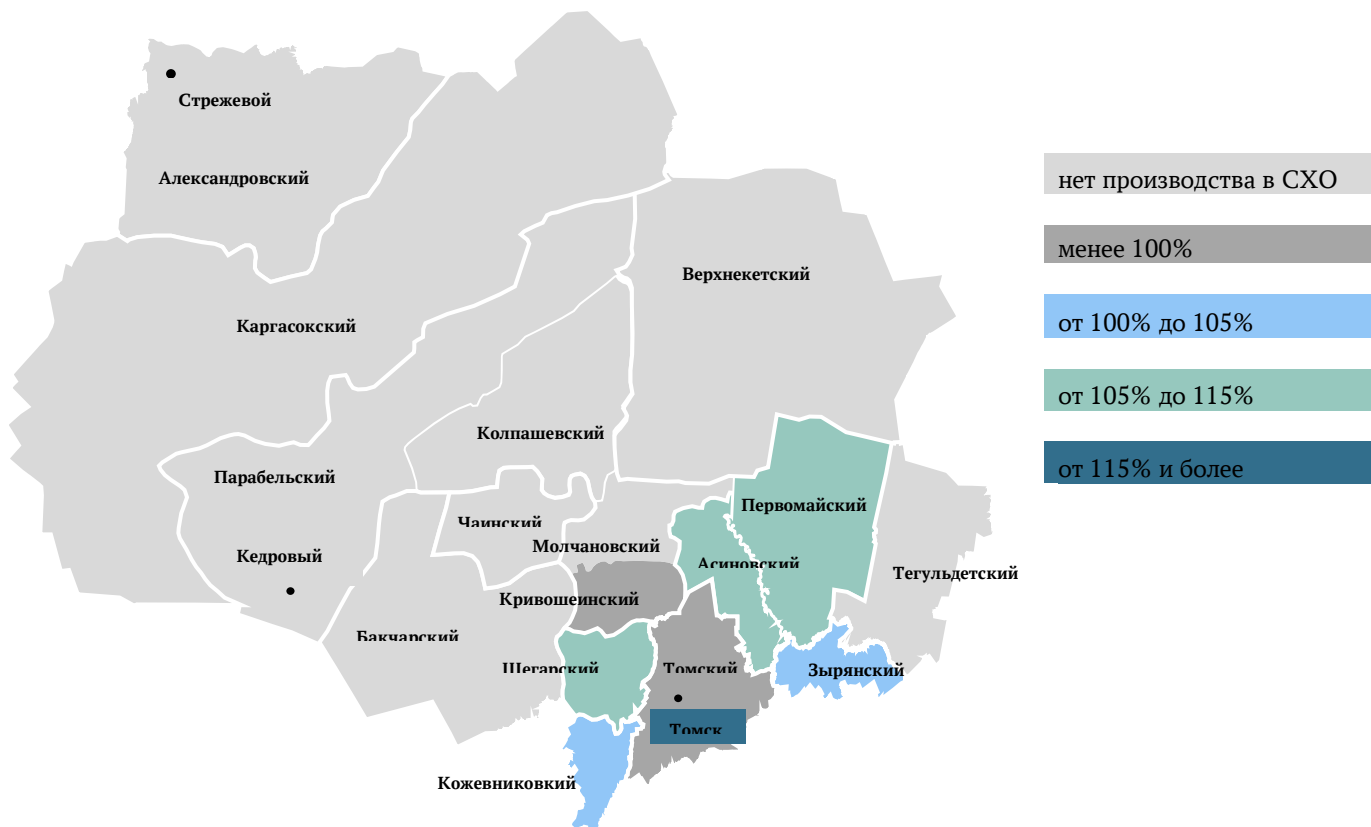 Стрежевой
Александровский
Каргасокский
Верхнекетский
Колпашевский
Парабельский
Чаинский
Первомайский
Кедровый
Молчановский
Асиновский
Тегульдетский
Кривошеинский
Бакчарский
Шегарский
Томский
Зырянский
Томск
Кожевниковкий
нет производства в СХО
менее 100%
от 100% до 105%
от 105% до 115%
от 115% и более